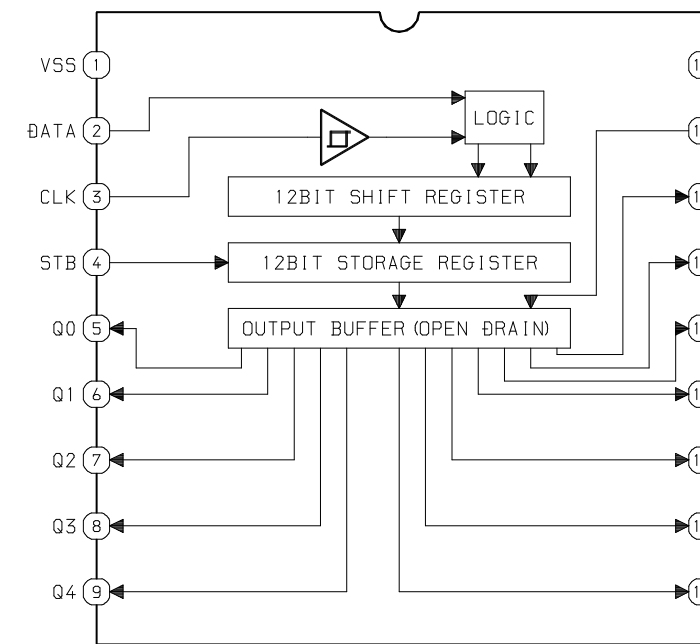 VSS 1
DATA 2
LOGIC
CLK 3
12BIT SHIFT REGISTER
STB 4
12BIT STORAGE REGISTER
Q0 5
OUTPUT BUFFER (OPEN DRAIN)
Q1 6
Q2 7
Q3 8
Q4 9